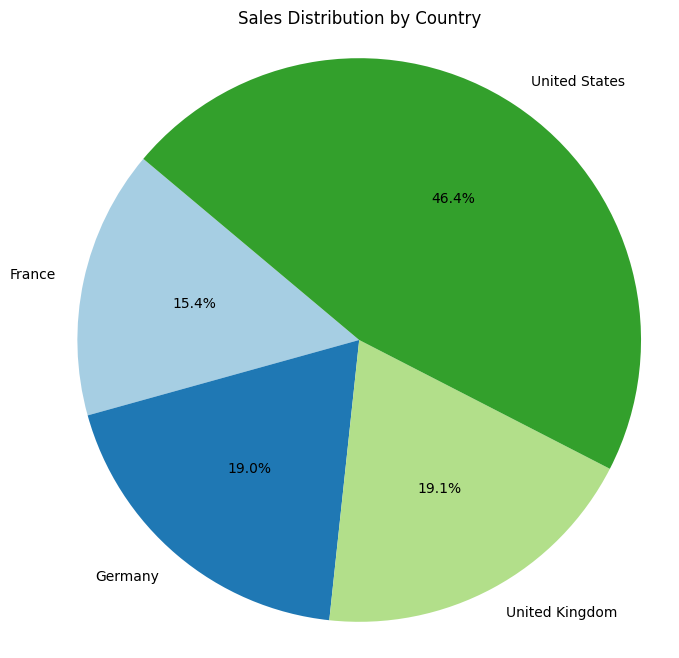 Sales Distribution by Country
United States
46.4%
France
15.4%
19.0%
19.1%
Germany
United Kingdom